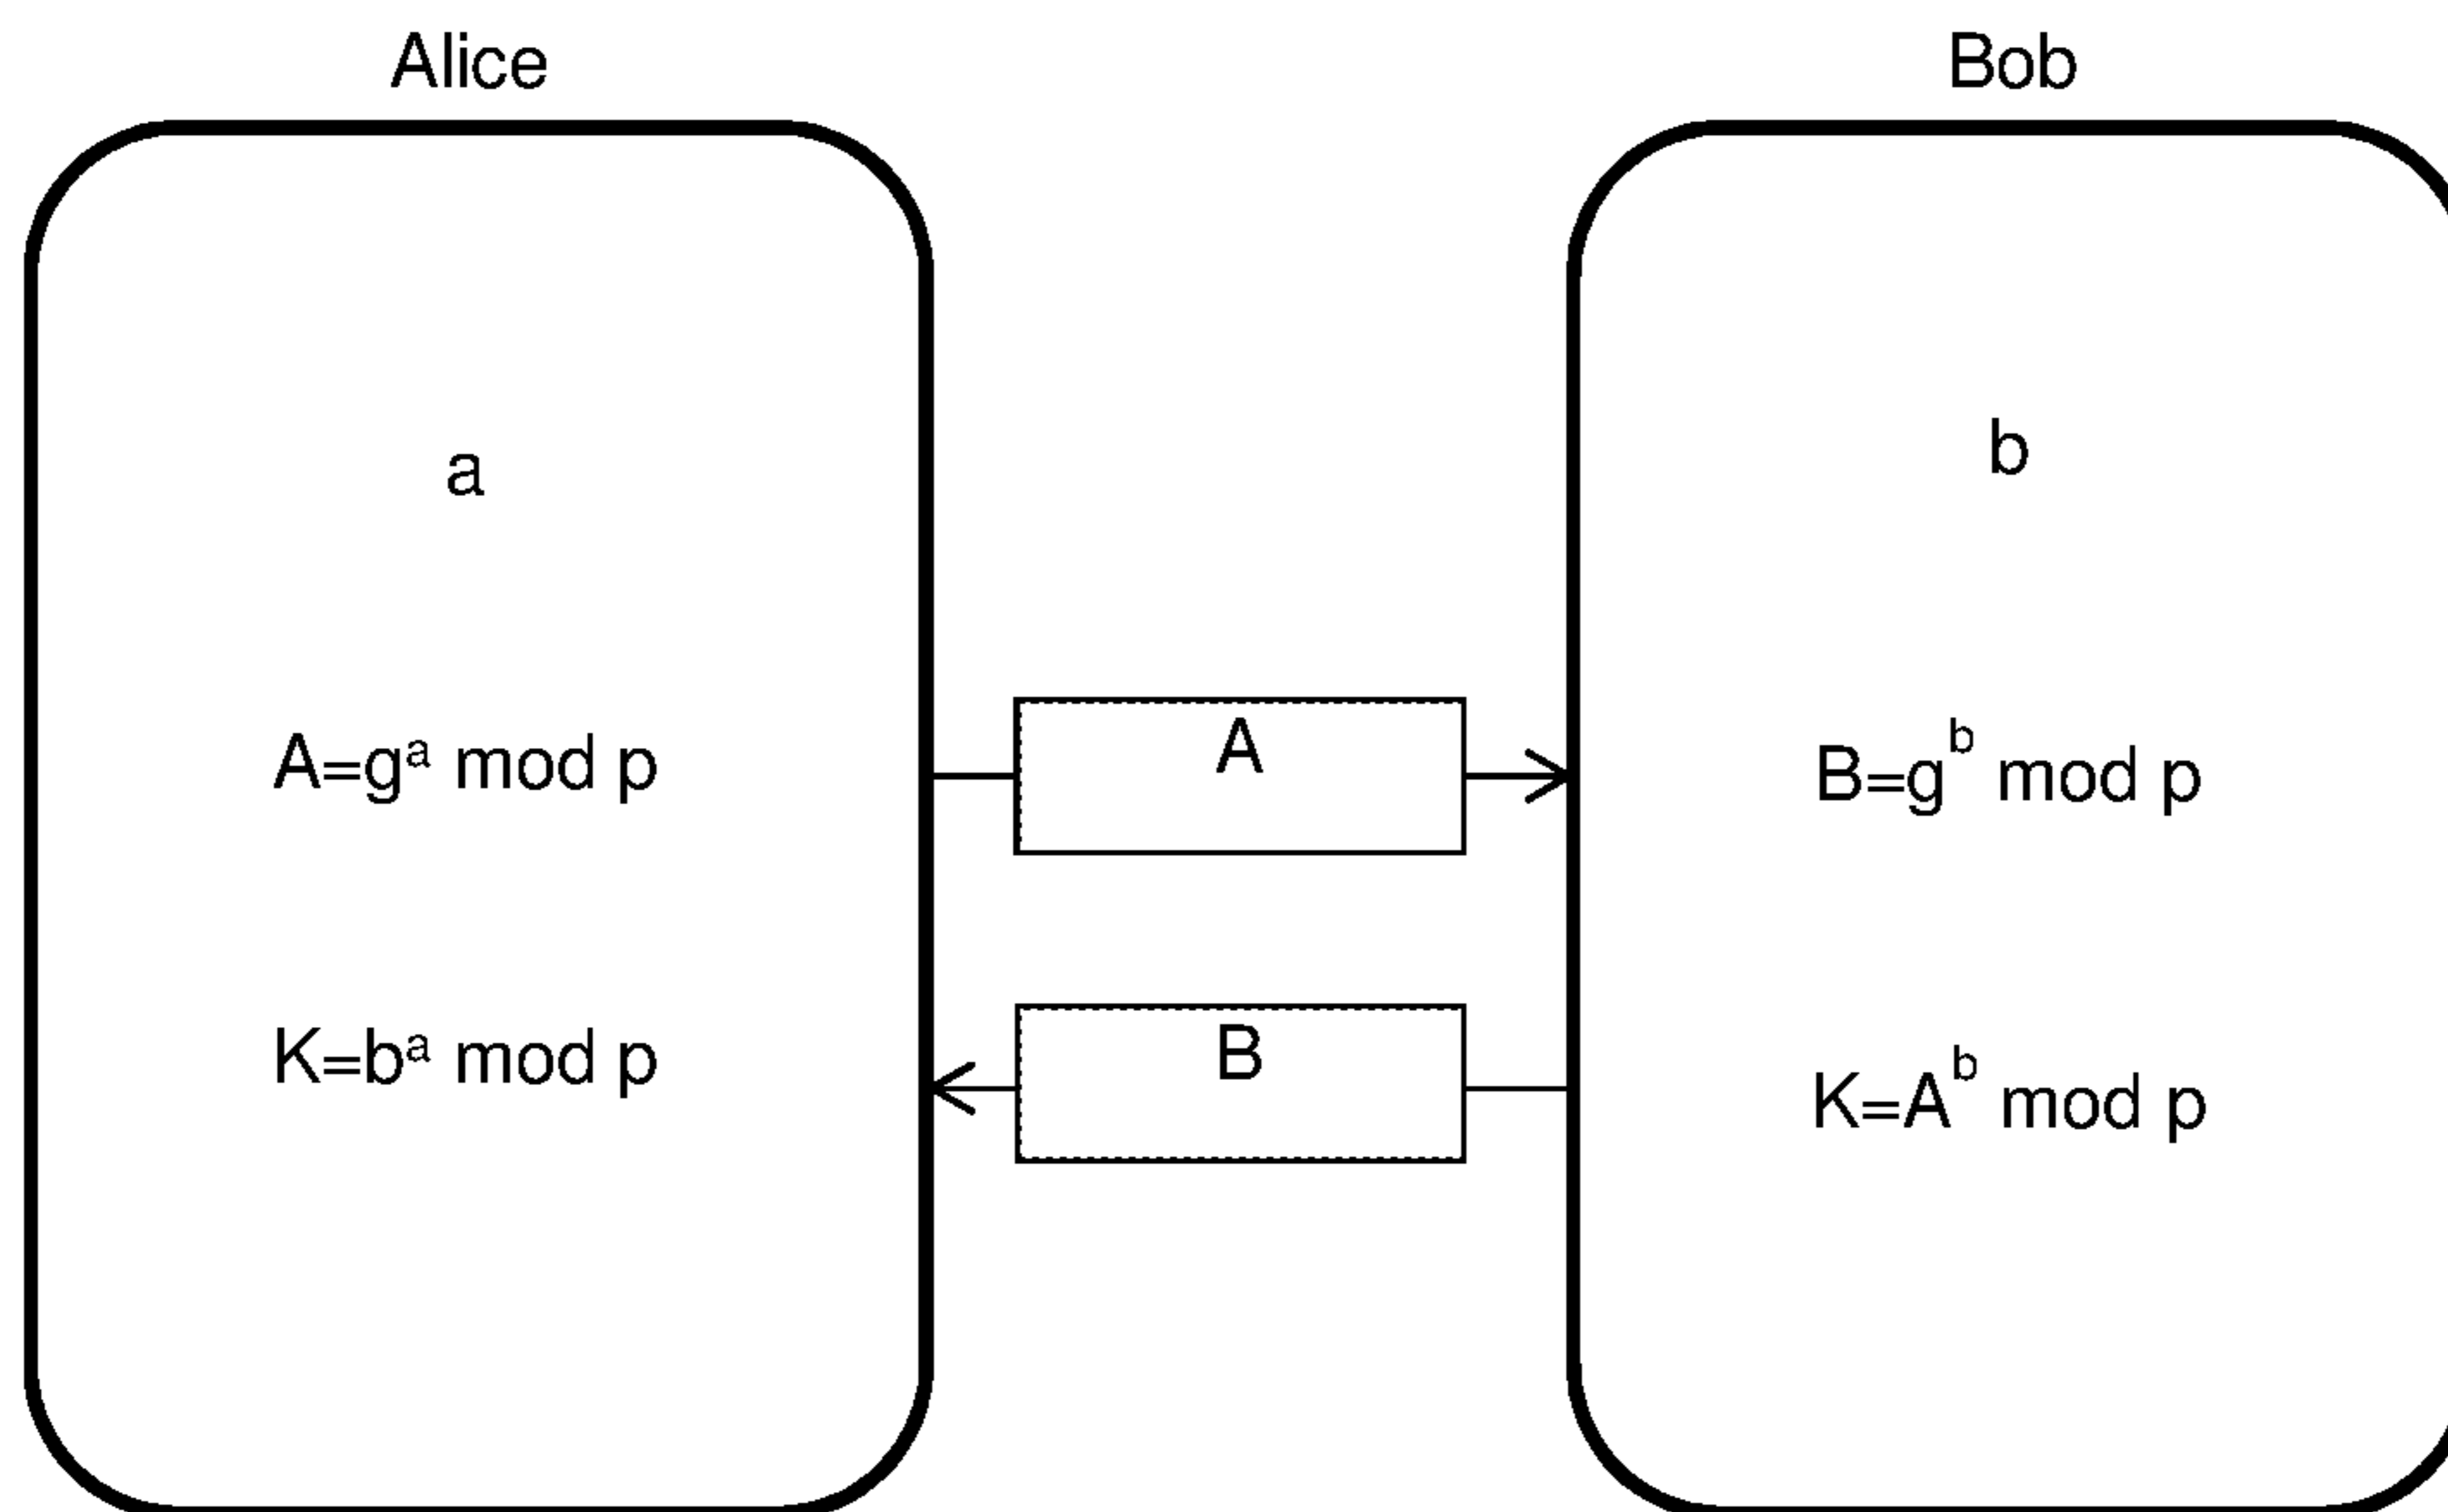 Alice
Bob
a
b
A=gᵃ mod p
A
B=gᵇ mod p
K=bᵃ mod p
B
K=Aᵇ mod p